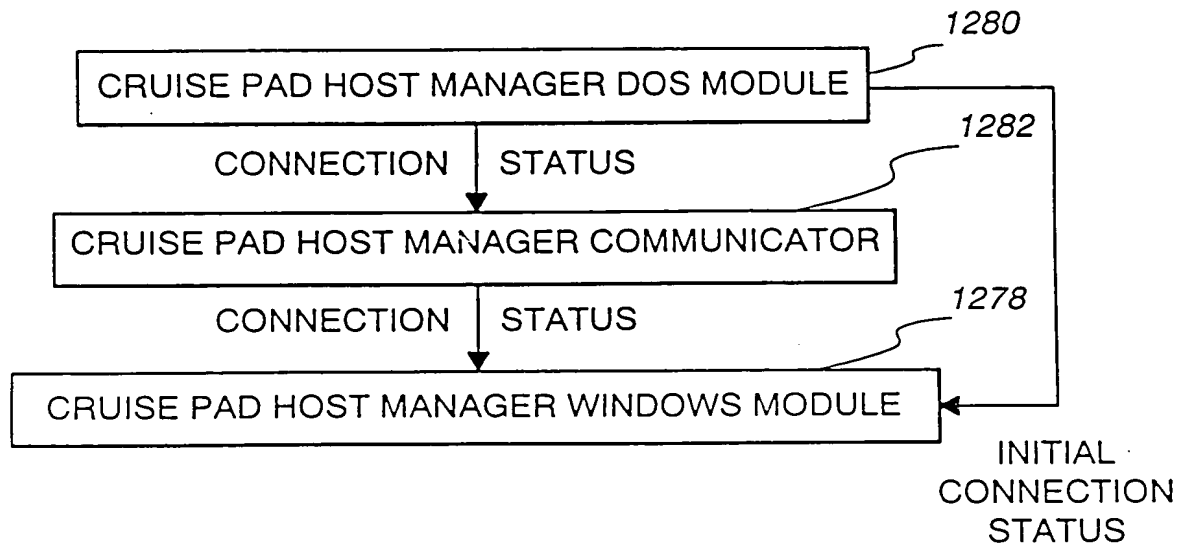 1280
CRUISE PAD HOST MANAGER DOS MODULE
1282
CONNECTION STATUS
CRUISE PAD HOST MANAGER COMMUNICATOR
1278
CONNECTION STATUS
CRUISE PAD HOST MANAGER WINDOWS MODULE
INITIAL
CONNECTION
STATUS